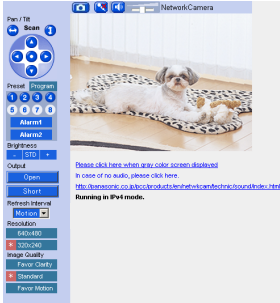 NetworkCamera
Pan / Tilt
Scan
Preset Program
1 2 3 4
5 6 7 8
Alarm1
Alarm2
Brightness
- STD +
Output
Open
Short
Refresh Interval
Motion
Resolution
640x480
* 320x240
Image Quality
Favor Clarity
* Standard
Favor Motion
Please click here when gray color screen displayed
In case of no audio, please click here.
http://panasonic.co.jp/pcc/products/en/netwkcam/technic/sound/index.html
Running in IPv4 mode.